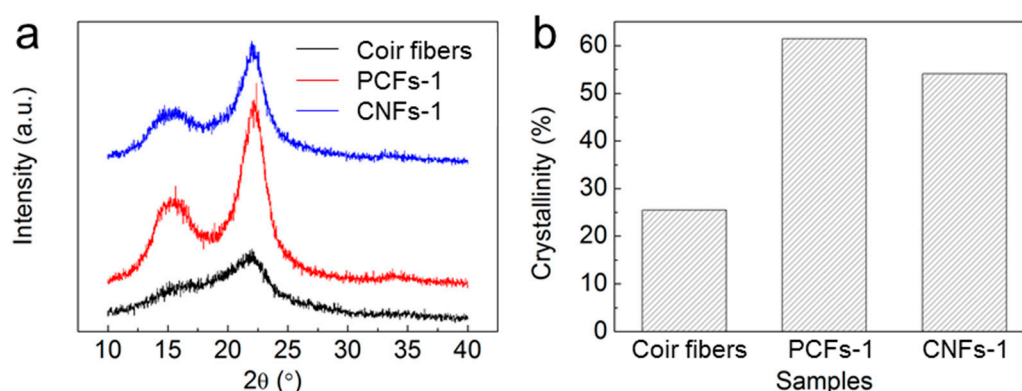 a
Coir fibers
PCFs-1
CNFs-1
Intensity (a.u.)
10 15 20 25 30 35 40
2θ (°)
b
60
50
40
30
20
10
0
Crystallinity (%)
Coir fibers PCFs-1 CNFs-1
Samples